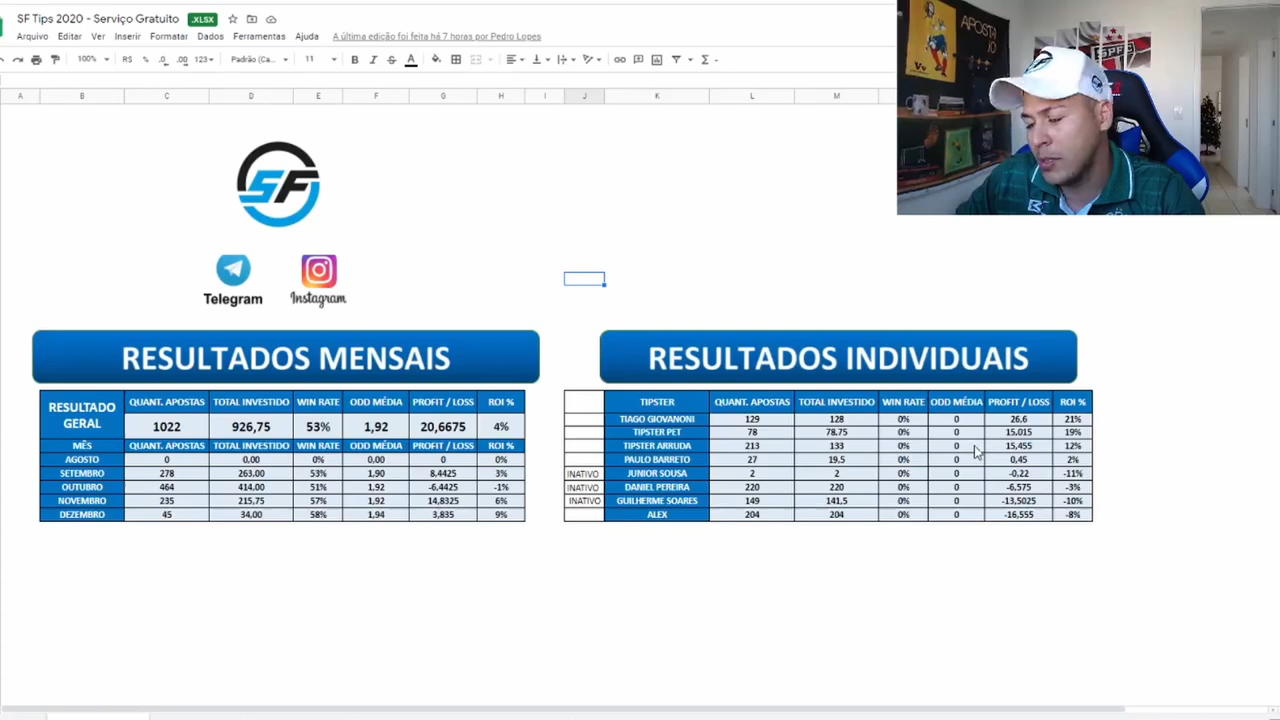 SF Tips 2020 - Serviço Gratuito .XLSX
Arquivo Editar Ver Inserir Formatar Dados Ferramentas Ajuda A última edição foi feita há 7 horas por Pedro Lopes
100% R$ % .0 .00 123 Padrão (Ca... 11 B I S A
A B C D E F G H I J K L M
APOSTA
SPFC
SF
Telegram Instagram
RESULTADOS MENSAIS
RESULTADO GERAL QUANT. APOSTAS TOTAL INVESTIDO WIN RATE ODD MÉDIA PROFIT / LOSS ROI %
1022 926,75 53% 1,92 20,6675 4%
MÊS QUANT. APOSTAS TOTAL INVESTIDO WIN RATE ODD MÉDIA PROFIT / LOSS ROI %
AGOSTO 0 0,00 0% 0,00 0 0%
SETEMBRO 278 263,00 53% 1,90 8,4425 3%
OUTUBRO 464 414,00 51% 1,92 -6,4425 -1%
NOVEMBRO 235 215,75 57% 1,92 14,8325 6%
DEZEMBRO 45 34,00 58% 1,94 3,835 9%
RESULTADOS INDIVIDUAIS
TIPSTER QUANT. APOSTAS TOTAL INVESTIDO WIN RATE ODD MÉDIA PROFIT / LOSS ROI %
TIAGO GIOVANONI 129 128 0% 0 26,6 21%
TIPSTER PET 78 78,75 0% 0 15,015 19%
TIPSTER ARRUDA 213 133 0% 0 15,455 12%
PAULO BARRETO 27 19,5 0% 0 0,45 2%
INATIVO JUNIOR SOUSA 2 2 0% 0 -0,22 -11%
INATIVO DANIEL PEREIRA 220 220 0% 0 -6,575 -3%
INATIVO GUILHERME SOARES 149 141,5 0% 0 -13,5025 -10%
ALEX 204 204 0% 0 -16,555 -8%